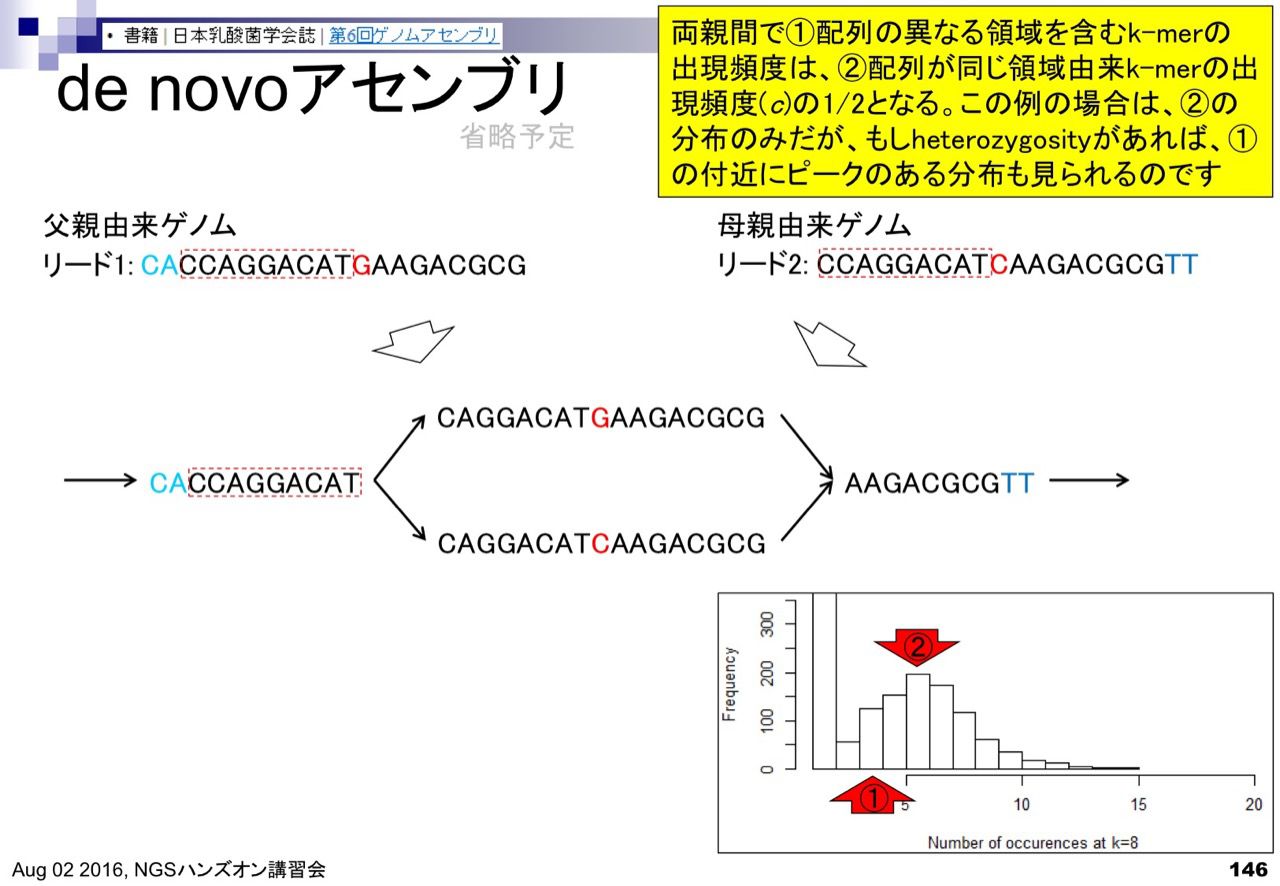 • 書籍 | 日本乳酸菌学会誌 | 第6回ゲノムアセンブリ
de novoアセンブリ
省略予定
両親間で①配列の異なる領域を含むk-merの
出現頻度は、②配列が同じ領域由来k-merの出
現頻度(c)の1/2となる。この例の場合は、②の
分布のみだが、もしheterozygosityがあれば、①
の付近にピークのある分布も見られるのです
父親由来ゲノム
リード1: CACCAGGACATGAAGACGCG
母親由来ゲノム
リード2: CCAGGACATCAAGACGCGTT
CAGGACATGAAGACGCG
CACCAGGACAT
AAGACGCGTT
CAGGACATCAAGACGCG
Frequency
300
200
100
0
②
①
5
10
15
20
Number of occurences at k=8
Aug 02 2016, NGSハンズオン講習会
146